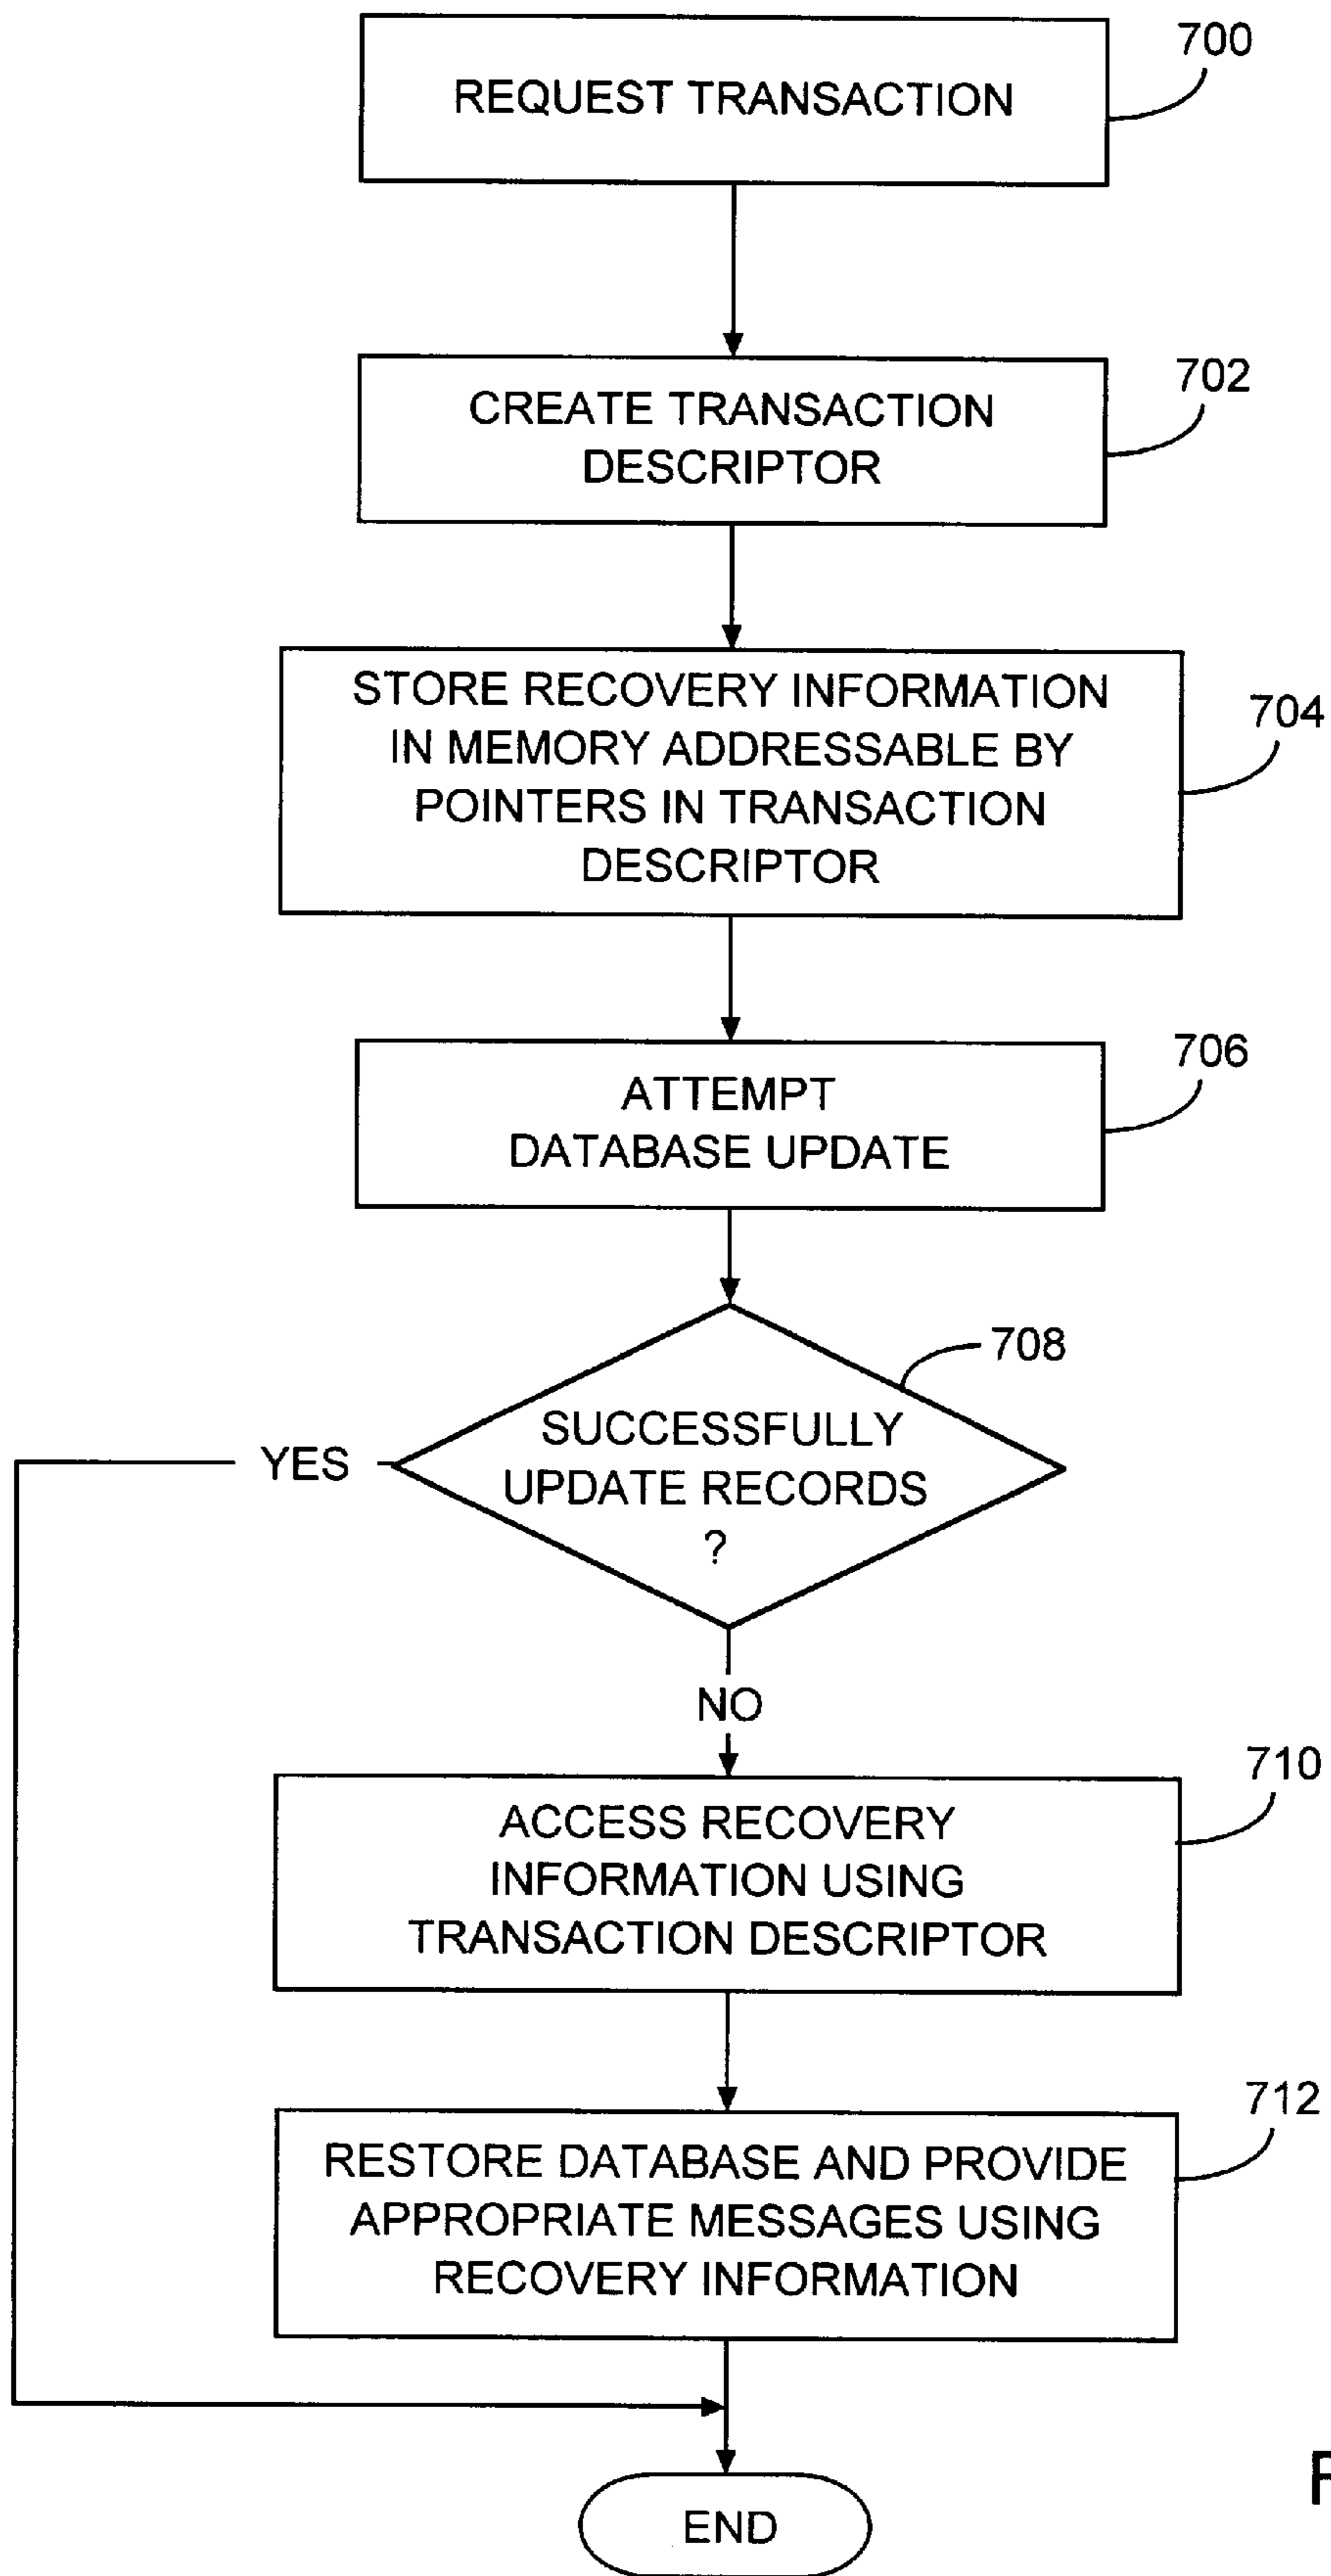 REQUEST TRANSACTION
700
CREATE TRANSACTION
DESCRIPTOR
702
STORE RECOVERY INFORMATION
IN MEMORY ADDRESSABLE BY
POINTERS IN TRANSACTION
DESCRIPTOR
704
ATTEMPT
DATABASE UPDATE
706
708
SUCCESSFULLY
UPDATE RECORDS
?
YES
NO
ACCESS RECOVERY
INFORMATION USING
TRANSACTION DESCRIPTOR
710
RESTORE DATABASE AND PROVIDE
APPROPRIATE MESSAGES USING
RECOVERY INFORMATION
712
END